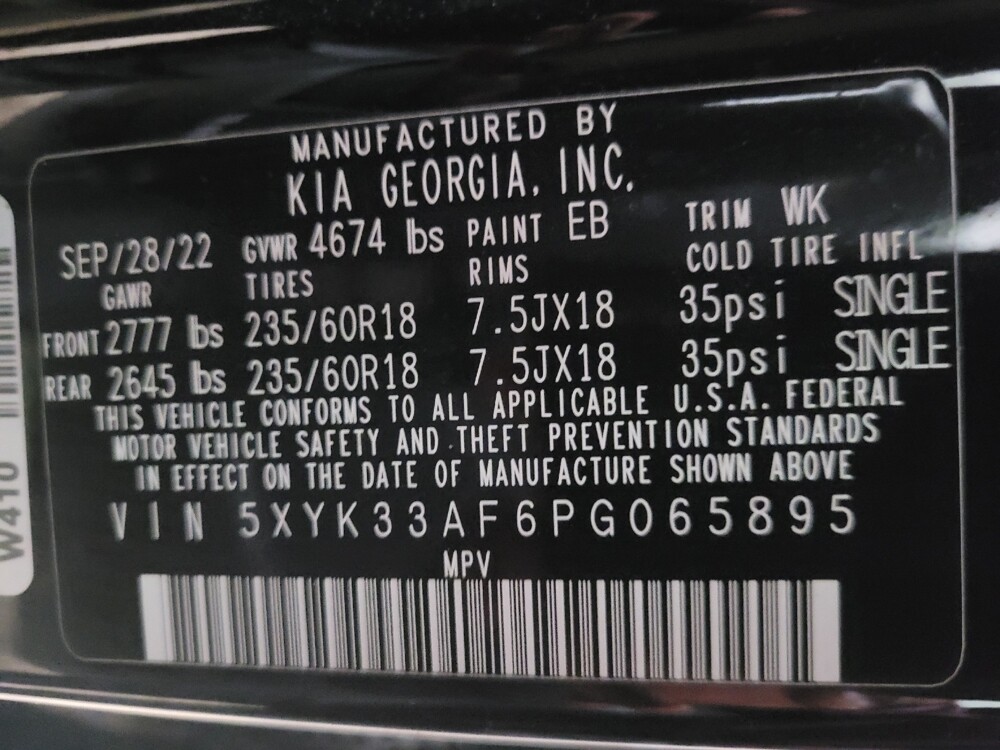 MANUFACTURED BY
KIA GEORGIA, INC.
SEP/28/22 GVWR 4674 lbs PAINT EB TRIM WK
GAWR TIRES RIMS COLD TIRE INFL
FRONT 2777 lbs 235/60R18 7.5JX18 35psi SINGLE
REAR 2645 lbs 235/60R18 7.5JX18 35psi SINGLE
THIS VEHICLE CONFORMS TO ALL APPLICABLE U.S.A. FEDERAL
MOTOR VEHICLE SAFETY AND THEFT PREVENTION STANDARDS
IN EFFECT ON THE DATE OF MANUFACTURE SHOWN ABOVE
VIN 5XYK33AF6PG065895
MPV
W410